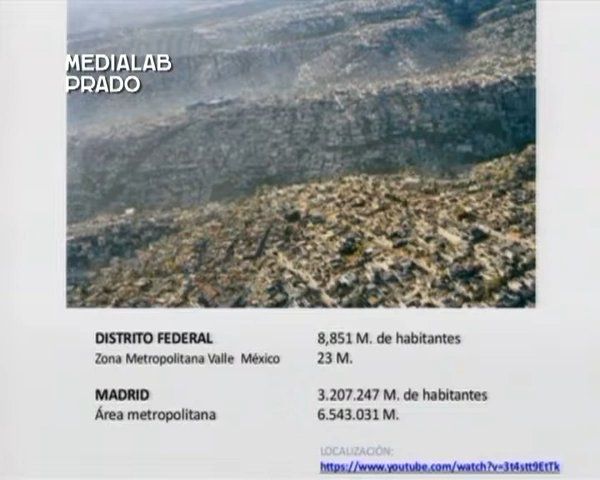 MEDIALAB
PRADO
DISTRITO FEDERAL 8,851 M. de habitantes
Zona Metropolitana Valle México 23 M.
MADRID 3.207.247 M. de habitantes
Área metropolitana 6.543.031 M.
LOCALIZACIÓN:
https://www.youtube.com/watch?v=3t4stt9EtTk